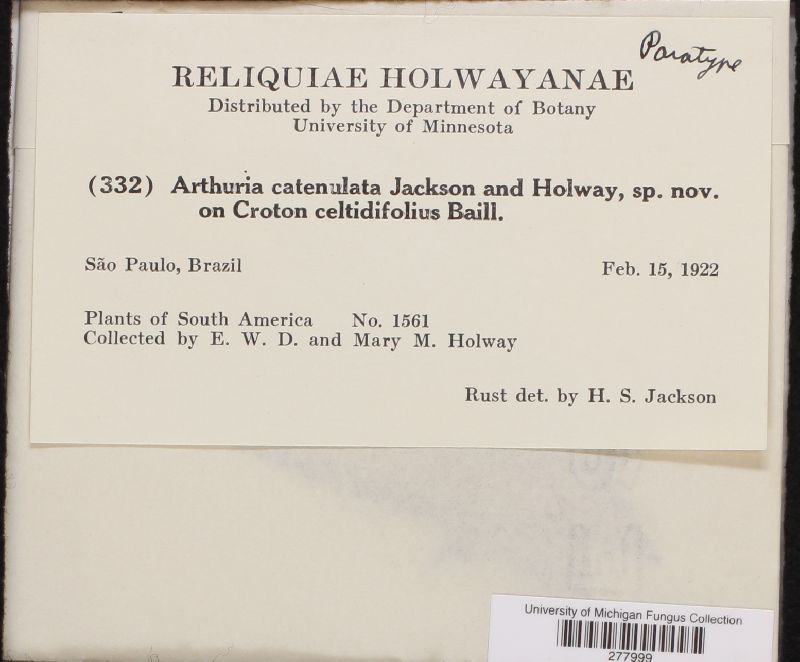 Paratype
RELIQUIAE HOLWAYANAE
Distributed by the Department of Botany
University of Minnesota
(332) Arthuria catenulata Jackson and Holway, sp. nov.
on Croton celtidifolius Baill.
São Paulo, Brazil Feb. 15, 1922
Plants of South America No. 1561
Collected by E. W. D. and Mary M. Holway
Rust det. by H. S. Jackson
University of Michigan Fungus Collection
277999